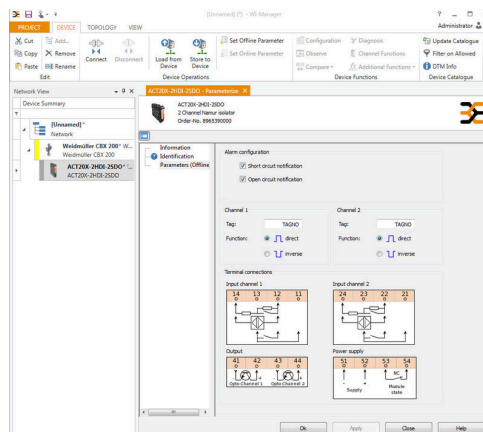 [Unnamed] (*) - WI-Manager
PROJECT DEVICE TOPOLOGY VIEW Administrator
Cut Add... Set Offline Parameter Configuration Diagnosis Update Catalogue
Copy Remove Connect Disconnect Load from Device Store to Device Set Online Parameter Observe Channel Functions Filter on Allowed
Paste Rename Compare Additional Functions DTM Info
Edit Device Operations Device Functions Device Catalogue
Network View
ACT20X-2HDI-2SDO - Parameterize
Device Summary
ACT20X-2HDI-2SDO
2 Channel Namur isolator
Order-No. 8965390000
[Unnamed]*
Network
Weidmüller CBX 200* W...
Weidmüller CBX 200
ACT20X-2HDI-2SDO*
ACT20X-2HDI-2SDO
Information
Identification
Parameters (Offline
Alarm configuration
Short circuit notification
Open circuit notification
Channel 1 Channel 2
Tag: TAGNO Tag: TAGNO
Function: direct Function: direct
inverse inverse
Terminal connections
Input channel 1 Input channel 2
14 13 12 11 24 23 22 21
Output Power supply
41 42 43 44 51 52 53 54
NC
Opto Channel 1 Opto Channel 2 Supply Module state
Ok Apply Close Help